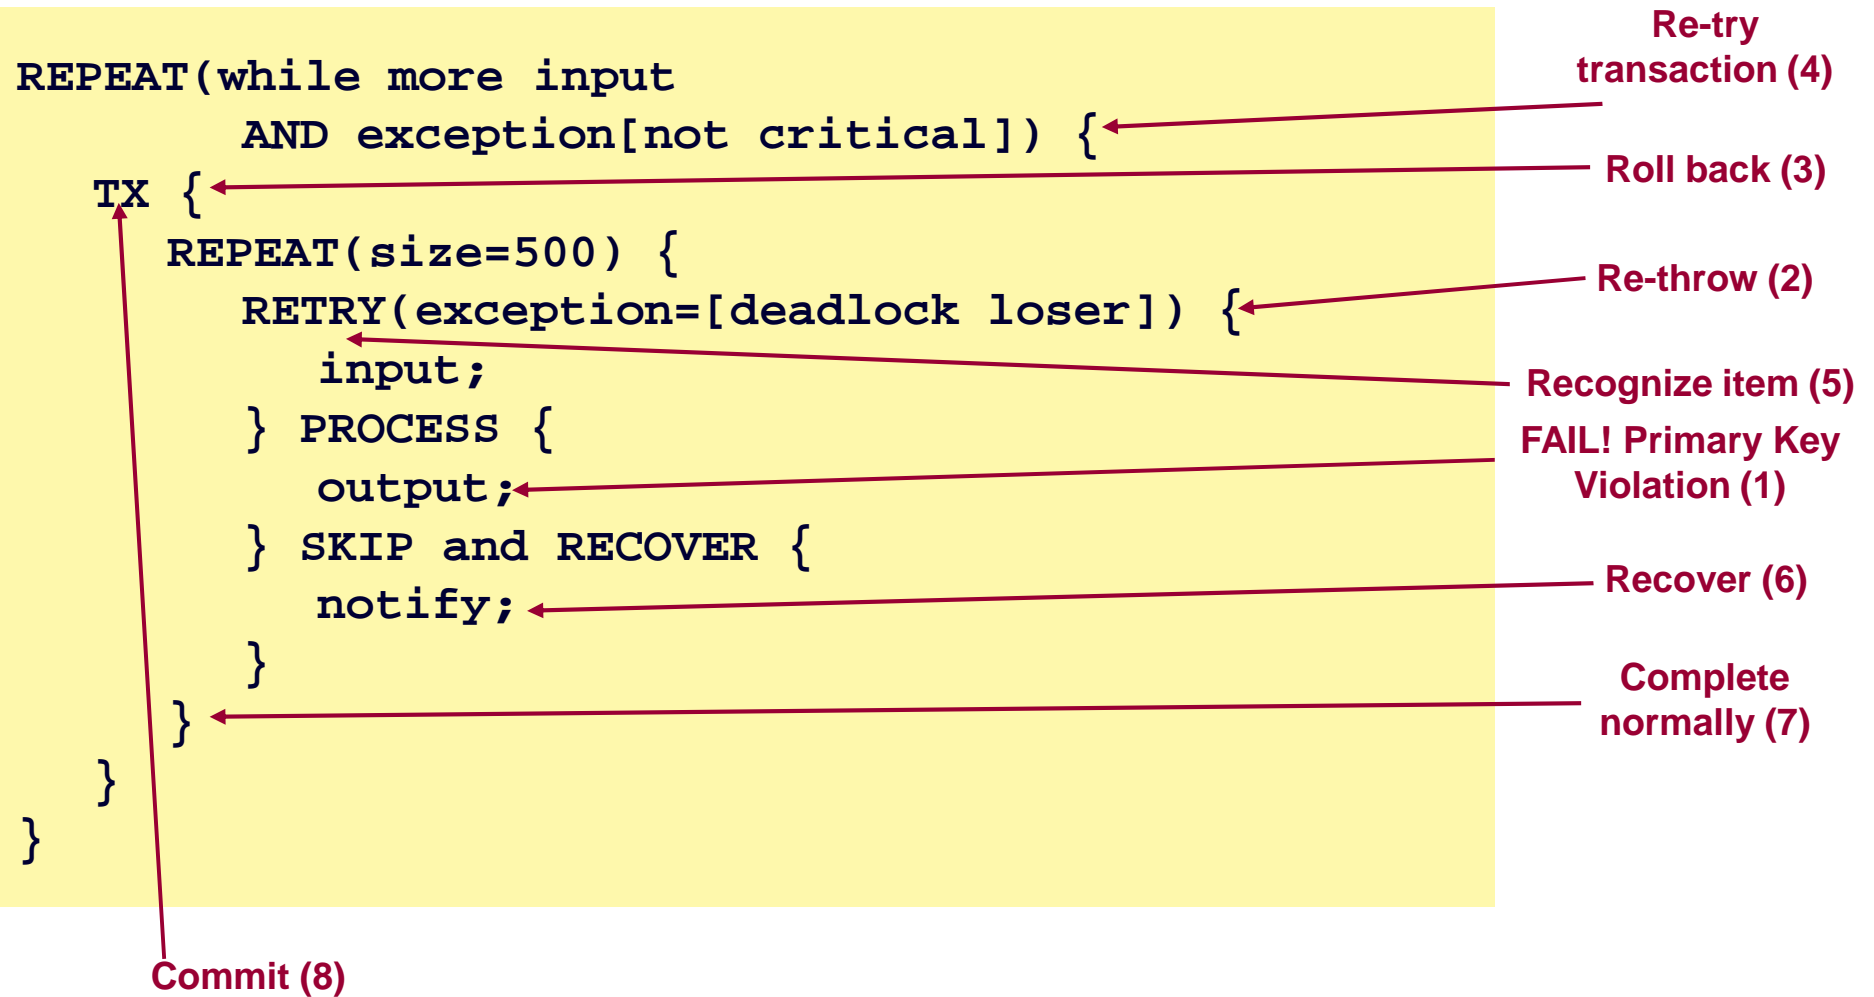 REPEAT(while more input
AND exception[not critical]) {
TX {
REPEAT(size=500) {
RETRY(exception=[deadlock loser]) {
input;
} PROCESS {
output;
} SKIP and RECOVER {
notify;
}
}
}
}
Re-try
transaction (4)
Roll back (3)
Re-throw (2)
Recognize item (5)
FAIL! Primary Key
Violation (1)
Recover (6)
Complete
normally (7)
Commit (8)